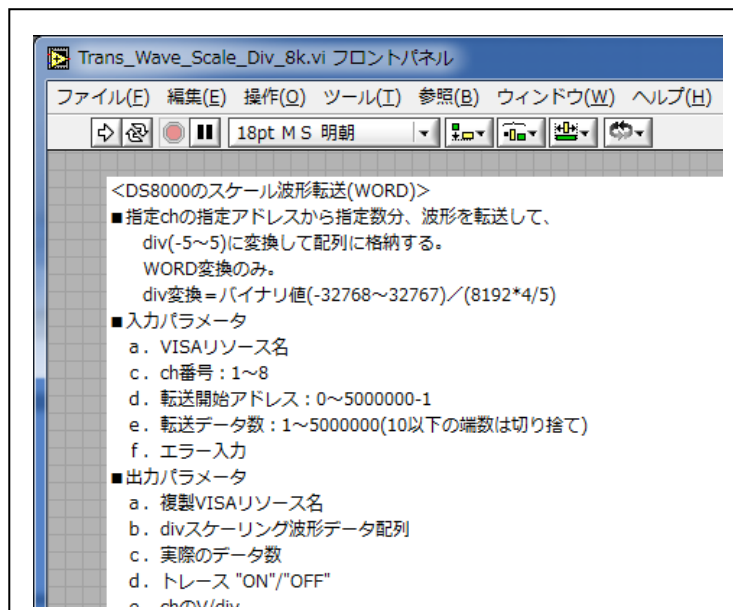 Trans_Wave_Scale_Div_8k.vi フロントパネル
ファイル(F) 編集(E) 操作(O) ツール(T) 参照(B) ウィンドウ(W) ヘルプ(H)
18pt M S 明朝
<DS8000のスケール波形転送(WORD)>
■指定chの指定アドレスから指定数分、波形を転送して、
div(-5～5)に変換して配列に格納する。
WORD変換のみ。
div変換=バイナリ値(-32768～32767)／(8192*4/5)
■入力パラメータ
a．VISAリソース名
c．ch番号：1～8
d．転送開始アドレス：0～5000000-1
e．転送データ数：1～5000000(10以下の端数は切り捨て)
f．エラー入力
■出力パラメータ
a．複製VISAリソース名
b．divスケーリング波形データ配列
c．実際のデータ数
d．トレース "ON"/"OFF"
e．chのV/div